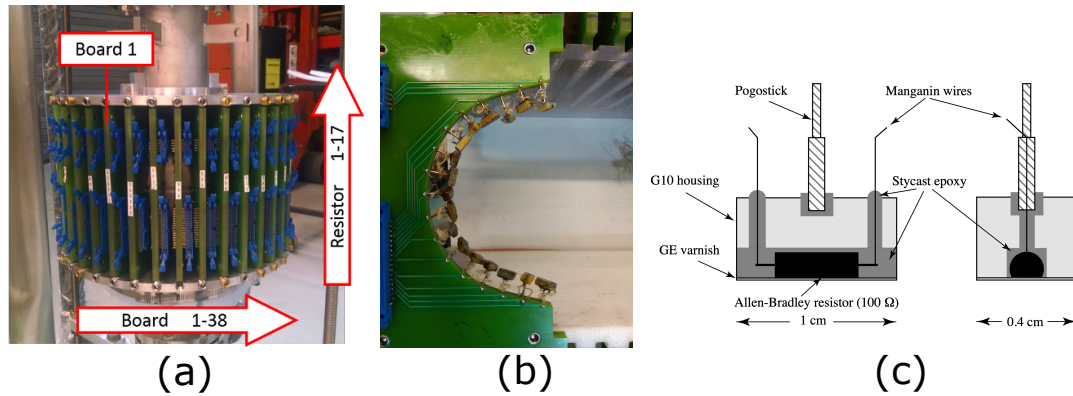 Board 1
Resistor 1-17
Board 1-38
(a)
(b)
Pogostick
Manganin wires
G10 housing
Stycast epoxy
GE varnish
Allen-Bradley resistor (100 Ω)
1 cm
0.4 cm
(c)